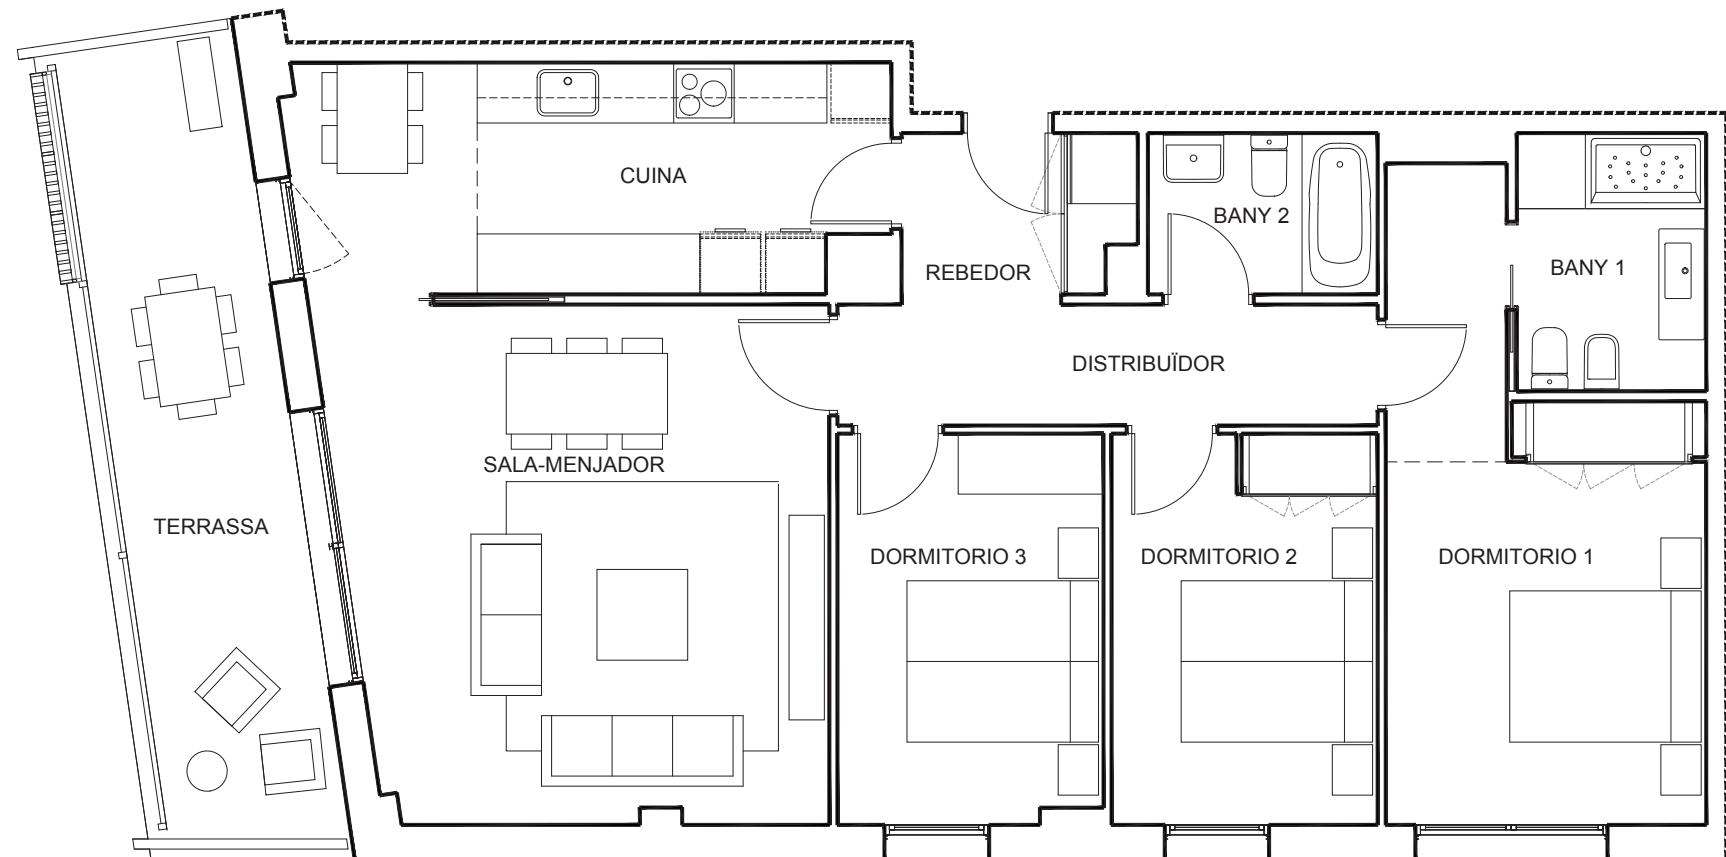 CUINA
BANY 2
REBEDOR
BANY 1
DISTRIBUÏDOR
SALA-MENJADOR
TERRASSA
DORMITORIO 3
DORMITORIO 2
DORMITORIO 1